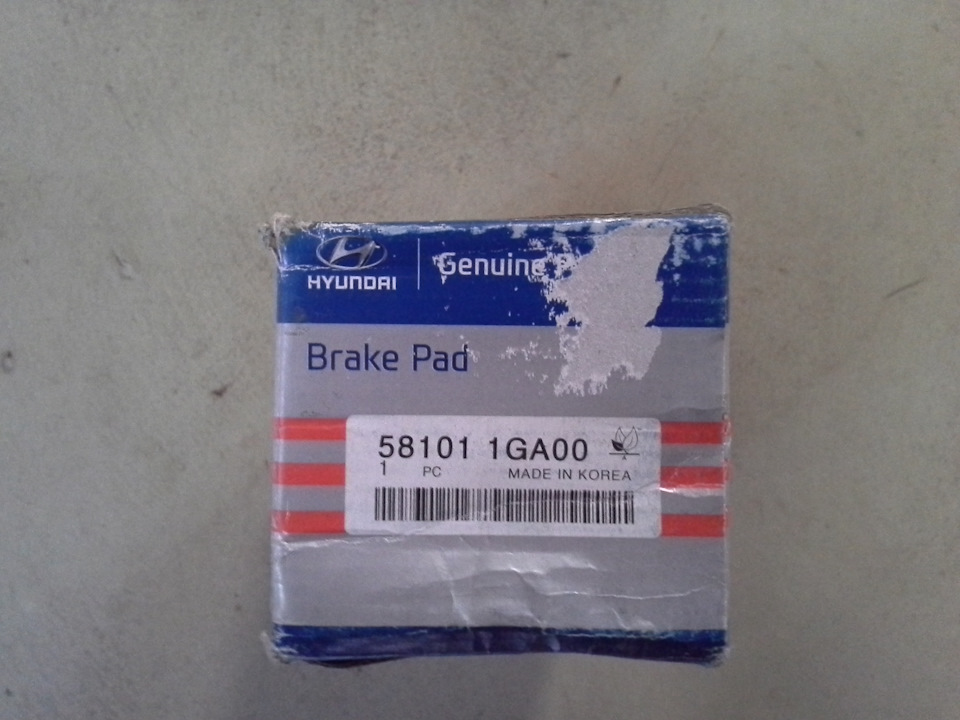 HYUNDAI
Genuine
Brake Pad
58101 1GA00
1 PC MADE IN KOREA